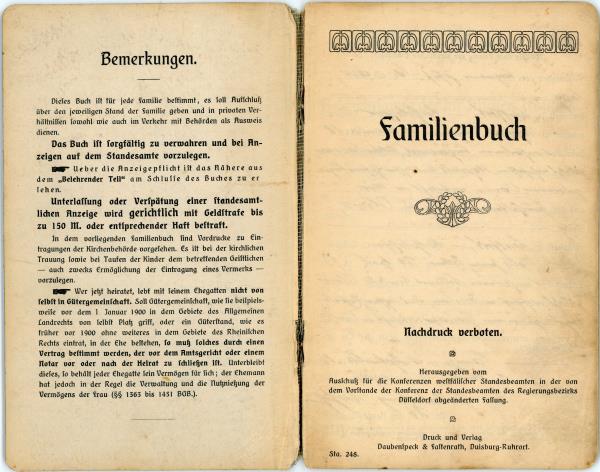 Bemerkungen.
Dieses Buch ist für jede Familie bestimmt, es soll Aufschluß
über den jeweiligen Stand der Familie geben und in privaten Ver-
hältnissen sowohl wie auch im Verkehr mit Behörden als Ausweis
dienen.
Das Buch ist sorgfältig zu verwahren und bei An-
zeigen auf dem Standesamte vorzulegen.
Ueber die Anzeigepflicht ist das Nähere aus
dem „Belehrender Teil“ am Schlusse des Buches zu er
sehen.
Unterlassung oder Verspätung einer standesamt-
lichen Anzeige wird gerichtlich mit Geldstrafe bis
zu 150 M. oder entsprechender Haft bestraft.
In dem vorliegenden Familienbuch sind Vordrucke zu Ein-
tragungen der Kirchenbehörde vorgesehen. Es ist bei der kirchlichen
Trauung sowie bei Taufen der Kinder dem betreffenden Geistlichen
— auch zwecks Ermöglichung der Eintragung eines Vermerks —
vorzulegen.
Wer jetzt heiratet, lebt mit seinem Ehegatten nicht von
selbst in Gütergemeinschaft. Soll Gütergemeinschaft, wie sie beispiels-
weise vor dem 1 Januar 1900 in dem Gebiete des Allgemeinen
Landrechts von selbst Platz griff, oder ein Güterstand, wie es
früher vor 1900 ohne weiteres in dem Gebiete des Rheinischen
Rechts eintrat, in der Ehe bestehen, so muß solches durch einen
Vertrag bestimmt werden, der vor dem Amtsgericht oder einem
Notar vor oder nach der Heirat zu schließen ist. Unterbleibt
dieses, so behält jeder Ehegatte sein Vermögen für sich; der Ehemann
hat jedoch in der Regel die Verwaltung und die Nutznießung der
Vermögens der Frau (§§ 1363 bis 1431 BGB.).
Familienbuch
Nachdruck verboten.
Herausgegeben vom
Ausschuß für die Konferenzen westfälischer Standesbeamten in der von
dem Vorstande der Konferenz der Standesbeamten des Regierungsbezirks
Düsseldorf abgeänderten Fassung.
Druck und Verlag
Daubenspeck & Fastenrath, Duisburg-Ruhrort.
Sta. 248.